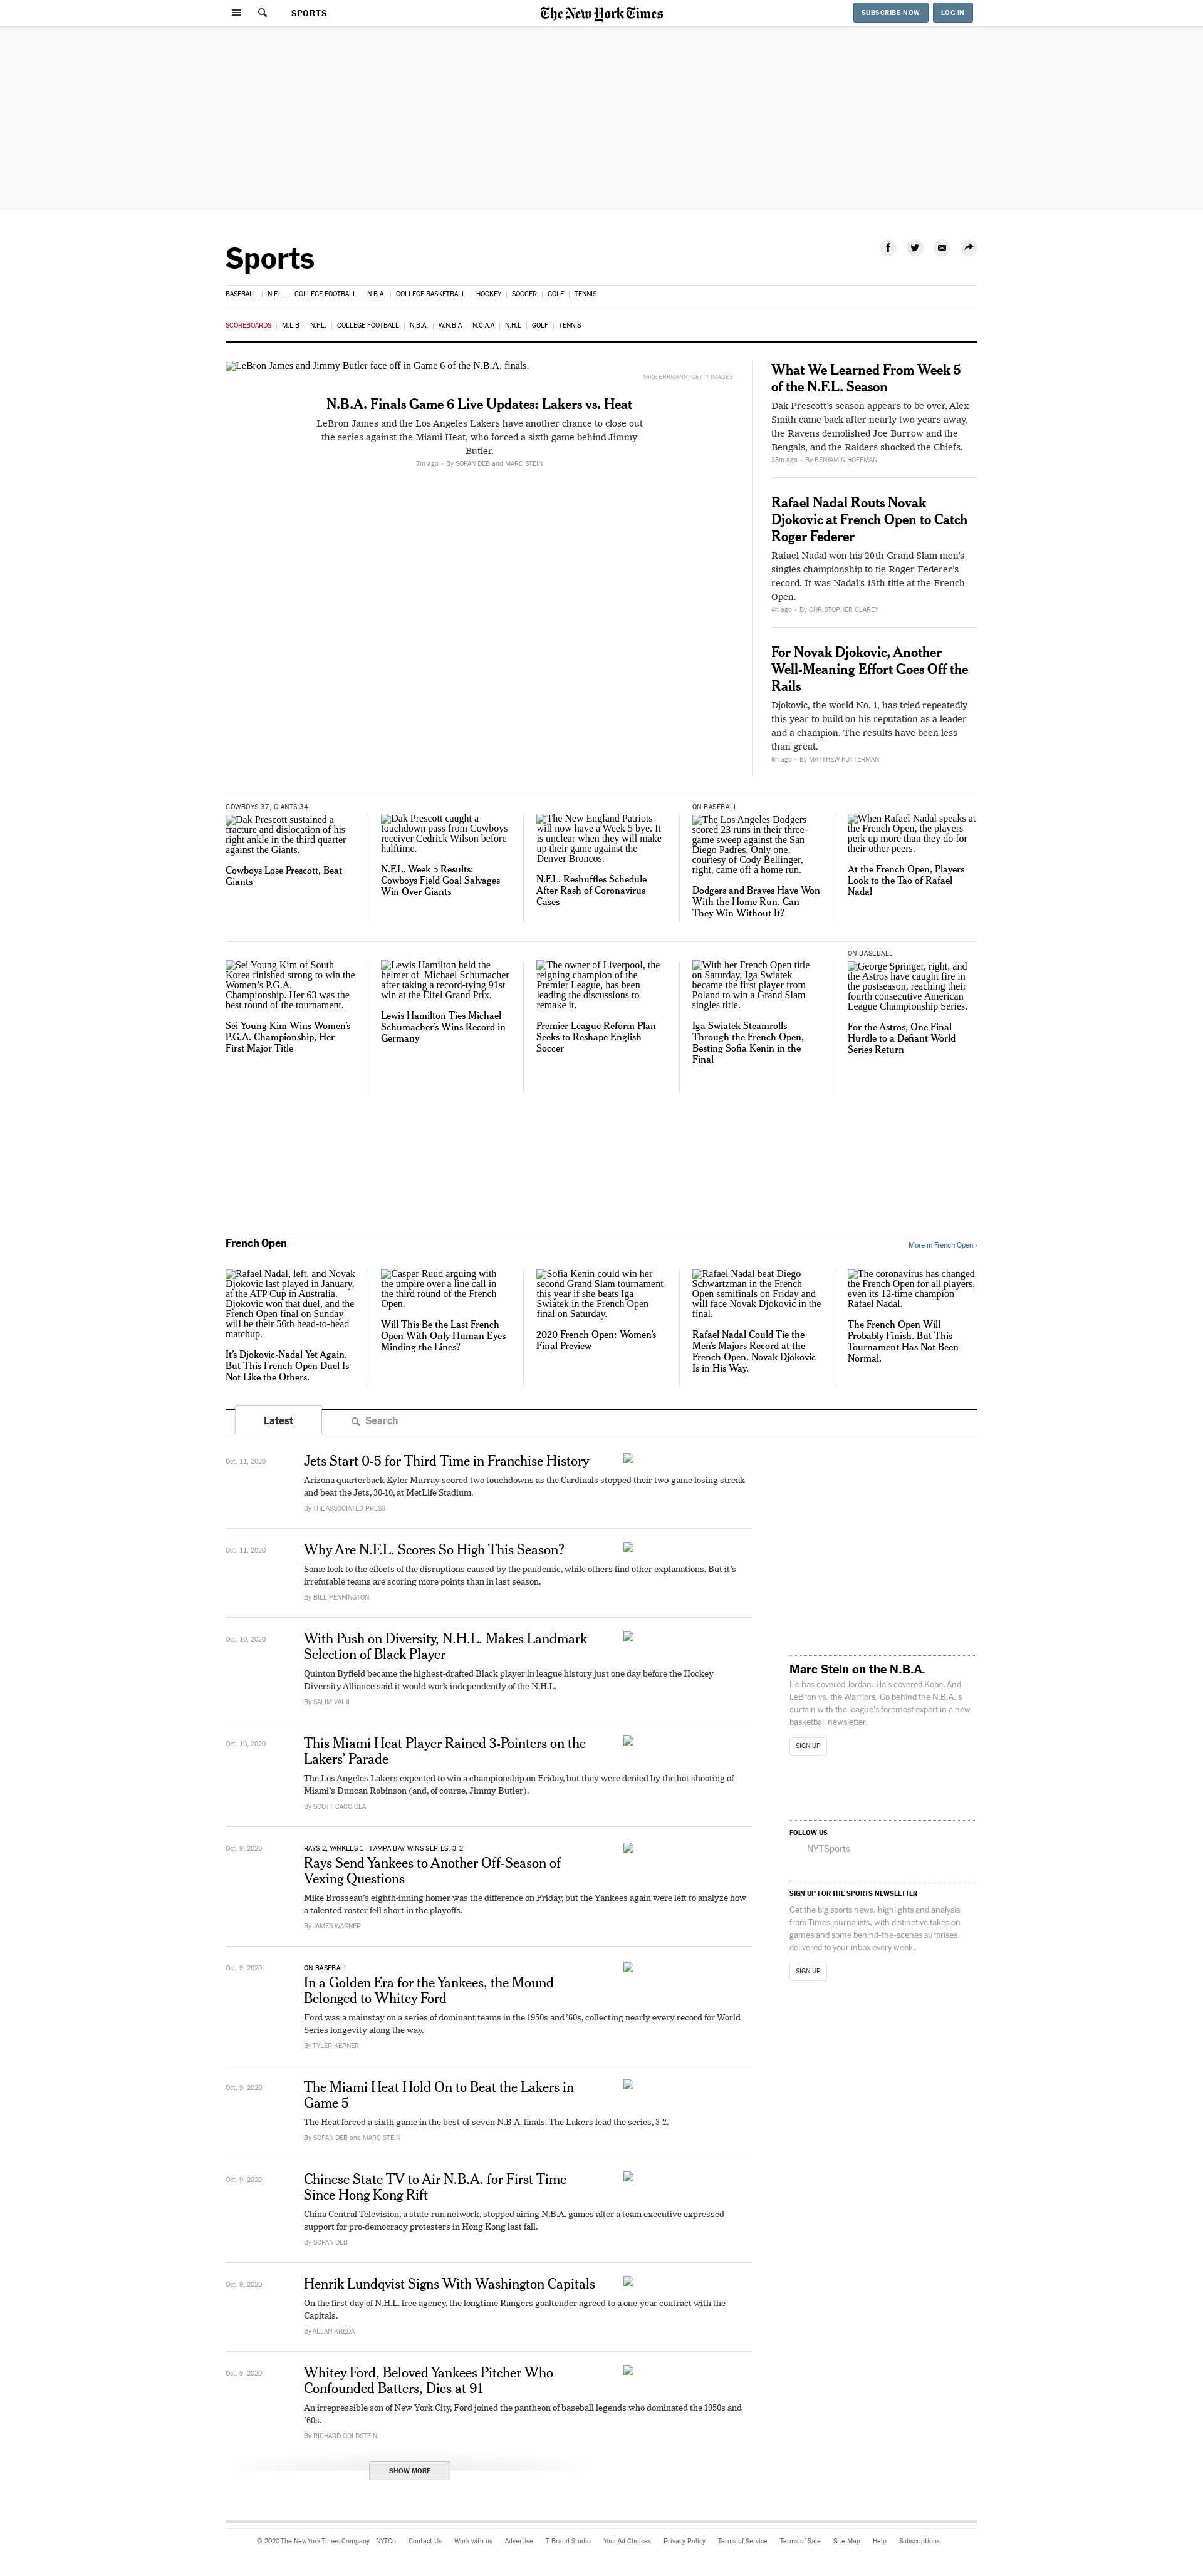 SPORTS
The New York Times
SUBSCRIBE NOW
LOG IN
Sports
BASEBALL
N.F.L.
COLLEGE FOOTBALL
N.B.A.
COLLEGE BASKETBALL
HOCKEY
SOCCER
GOLF
TENNIS
SCOREBOARDS
M.L.B
N.F.L.
COLLEGE FOOTBALL
N.B.A.
W.N.B.A
N.C.A.A
N.H.L
GOLF
TENNIS
LeBron James and Jimmy Butler face off in Game 6 of the N.B.A. finals.
MIKE EHRMANN/GETTY IMAGES
N.B.A. Finals Game 6 Live Updates: Lakers vs. Heat
LeBron James and the Los Angeles Lakers have another chance to close out
the series against the Miami Heat, who forced a sixth game behind Jimmy
Butler.
7m ago - By SOPAN DEB and MARC STEIN
What We Learned From Week 5
of the N.F.L. Season
Dak Prescott's season appears to be over, Alex
Smith came back after nearly two years away,
the Ravens demolished Joe Burrow and the
Bengals, and the Raiders shocked the Chiefs.
35m ago - By BENJAMIN HOFFMAN
Rafael Nadal Routs Novak
Djokovic at French Open to Catch
Roger Federer
Rafael Nadal won his 20th Grand Slam men's
singles championship to tie Roger Federer's
record. It was Nadal's 13th title at the French
Open.
4h ago - By CHRISTOPHER CLAREY
For Novak Djokovic, Another
Well-Meaning Effort Goes Off the
Rails
Djokovic, the world No. 1, has tried repeatedly
this year to build on his reputation as a leader
and a champion. The results have been less
than great.
6h ago - By MATTHEW FUTTERMAN
COWBOYS 37, GIANTS 34
Dak Prescott sustained a
fracture and dislocation of his
right ankle in the third quarter
against the Giants.
Cowboys Lose Prescott, Beat
Giants
Dak Prescott caught a
touchdown pass from Cowboys
receiver Cedrick Wilson before
halftime.
N.F.L. Week 5 Results:
Cowboys Field Goal Salvages
Win Over Giants
The New England Patriots
will now have a Week 5 bye. It
is unclear when they will make
up their game against the
Denver Broncos.
N.F.L. Reshuffles Schedule
After Rash of Coronavirus
Cases
ON BASEBALL
The Los Angeles Dodgers
scored 23 runs in their three-
game sweep against the San
Diego Padres. Only one,
courtesy of Cody Bellinger,
right, came off a home run.
Dodgers and Braves Have Won
With the Home Run. Can
They Win Without It?
When Rafael Nadal speaks at
the French Open, the players
perk up more than they do for
their other peers.
At the French Open, Players
Look to the Tao of Rafael
Nadal
Sei Young Kim of South
Korea finished strong to win the
Women's P.G.A.
Championship. Her 63 was the
best round of the tournament.
Sei Young Kim Wins Women's
P.G.A. Championship, Her
First Major Title
Lewis Hamilton held the
helmet of Michael Schumacher
after taking a record-tying 91st
win at the Eifel Grand Prix.
Lewis Hamilton Ties Michael
Schumacher's Wins Record in
Germany
The owner of Liverpool, the
reigning champion of the
Premier League, has been
leading the discussions to
remake it.
Premier League Reform Plan
Seeks to Reshape English
Soccer
With her French Open title
on Saturday, Iga Swiatek
became the first player from
Poland to win a Grand Slam
singles title.
Iga Swiatek Steamrolls
Through the French Open,
Besting Sofia Kenin in the
Final
ON BASEBALL
George Springer, right, and
the Astros have caught fire in
the postseason, reaching their
fourth consecutive American
League Championship Series.
For the Astros, One Final
Hurdle to a Defiant World
Series Return
French Open
More in French Open ›
Rafael Nadal, left, and Novak
Djokovic last played in January,
at the ATP Cup in Australia.
Djokovic won that duel, and the
French Open final on Sunday
will be their 56th head-to-head
matchup.
It's Djokovic-Nadal Yet Again.
But This French Open Duel Is
Not Like the Others.
Casper Ruud arguing with
the umpire over a line call in
the third round of the French
Open.
Will This Be the Last French
Open With Only Human Eyes
Minding the Lines?
Sofia Kenin could win her
second Grand Slam tournament
this year if she beats Iga
Swiatek in the French Open
final on Saturday.
2020 French Open: Women's
Final Preview
Rafael Nadal beat Diego
Schwartzman in the French
Open semifinals on Friday and
will face Novak Djokovic in the
final.
Rafael Nadal Could Tie the
Men's Majors Record at the
French Open. Novak Djokovic
Is in His Way.
The coronavirus has changed
the French Open for all players,
even its 12-time champion
Rafael Nadal.
The French Open Will
Probably Finish. But This
Tournament Has Not Been
Normal.
Latest
Search
Oct. 11, 2020
Jets Start 0-5 for Third Time in Franchise History
Arizona quarterback Kyler Murray scored two touchdowns as the Cardinals stopped their two-game losing streak
and beat the Jets, 30-10, at MetLife Stadium.
By THE ASSOCIATED PRESS
Oct. 11, 2020
Why Are N.F.L. Scores So High This Season?
Some look to the effects of the disruptions caused by the pandemic, while others find other explanations. But it's
irrefutable teams are scoring more points than in last season.
By BILL PENNINGTON
Oct. 10, 2020
With Push on Diversity, N.H.L. Makes Landmark
Selection of Black Player
Quinton Byfield became the highest-drafted Black player in league history just one day before the Hockey
Diversity Alliance said it would work independently of the N.H.L.
By SALIM VALJI
Oct. 10, 2020
This Miami Heat Player Rained 3-Pointers on the
Lakers' Parade
The Los Angeles Lakers expected to win a championship on Friday, but they were denied by the hot shooting of
Miami's Duncan Robinson (and, of course, Jimmy Butler).
By SCOTT CACCIOLA
Oct. 9, 2020
RAYS 2, YANKEES 1 | TAMPA BAY WINS SERIES, 3-2
Rays Send Yankees to Another Off-Season of
Vexing Questions
Mike Brosseau's eighth-inning homer was the difference on Friday, but the Yankees again were left to analyze how
a talented roster fell short in the playoffs.
By JAMES WAGNER
Oct. 9, 2020
ON BASEBALL
In a Golden Era for the Yankees, the Mound
Belonged to Whitey Ford
Ford was a mainstay on a series of dominant teams in the 1950s and '60s, collecting nearly every record for World
Series longevity along the way.
By TYLER KEPNER
Oct. 9, 2020
The Miami Heat Hold On to Beat the Lakers in
Game 5
The Heat forced a sixth game in the best-of-seven N.B.A. finals. The Lakers lead the series, 3-2.
By SOPAN DEB and MARC STEIN
Oct. 9, 2020
Chinese State TV to Air N.B.A. for First Time
Since Hong Kong Rift
China Central Television, a state-run network, stopped airing N.B.A. games after a team executive expressed
support for pro-democracy protesters in Hong Kong last fall.
By SOPAN DEB
Oct. 9, 2020
Henrik Lundqvist Signs With Washington Capitals
On the first day of N.H.L. free agency, the longtime Rangers goaltender agreed to a one-year contract with the
Capitals.
By ALLAN KREDA
Oct. 9, 2020
Whitey Ford, Beloved Yankees Pitcher Who
Confounded Batters, Dies at 91
An irrepressible son of New York City, Ford joined the pantheon of baseball legends who dominated the 1950s and
'60s.
By RICHARD GOLDSTEIN
SHOW MORE
Marc Stein on the N.B.A.
He has covered Jordan. He's covered Kobe. And
LeBron vs. the Warriors. Go behind the N.B.A.'s
curtain with the league's foremost expert in a new
basketball newsletter.
SIGN UP
FOLLOW US
NYTSports
SIGN UP FOR THE SPORTS NEWSLETTER
Get the big sports news, highlights and analysis
from Times journalists, with distinctive takes on
games and some behind-the-scenes surprises,
delivered to your inbox every week.
SIGN UP
© 2020 The New York Times Company
NYTCo
Contact Us
Work with us
Advertise
T Brand Studio
Your Ad Choices
Privacy Policy
Terms of Service
Terms of Sale
Site Map
Help
Subscriptions